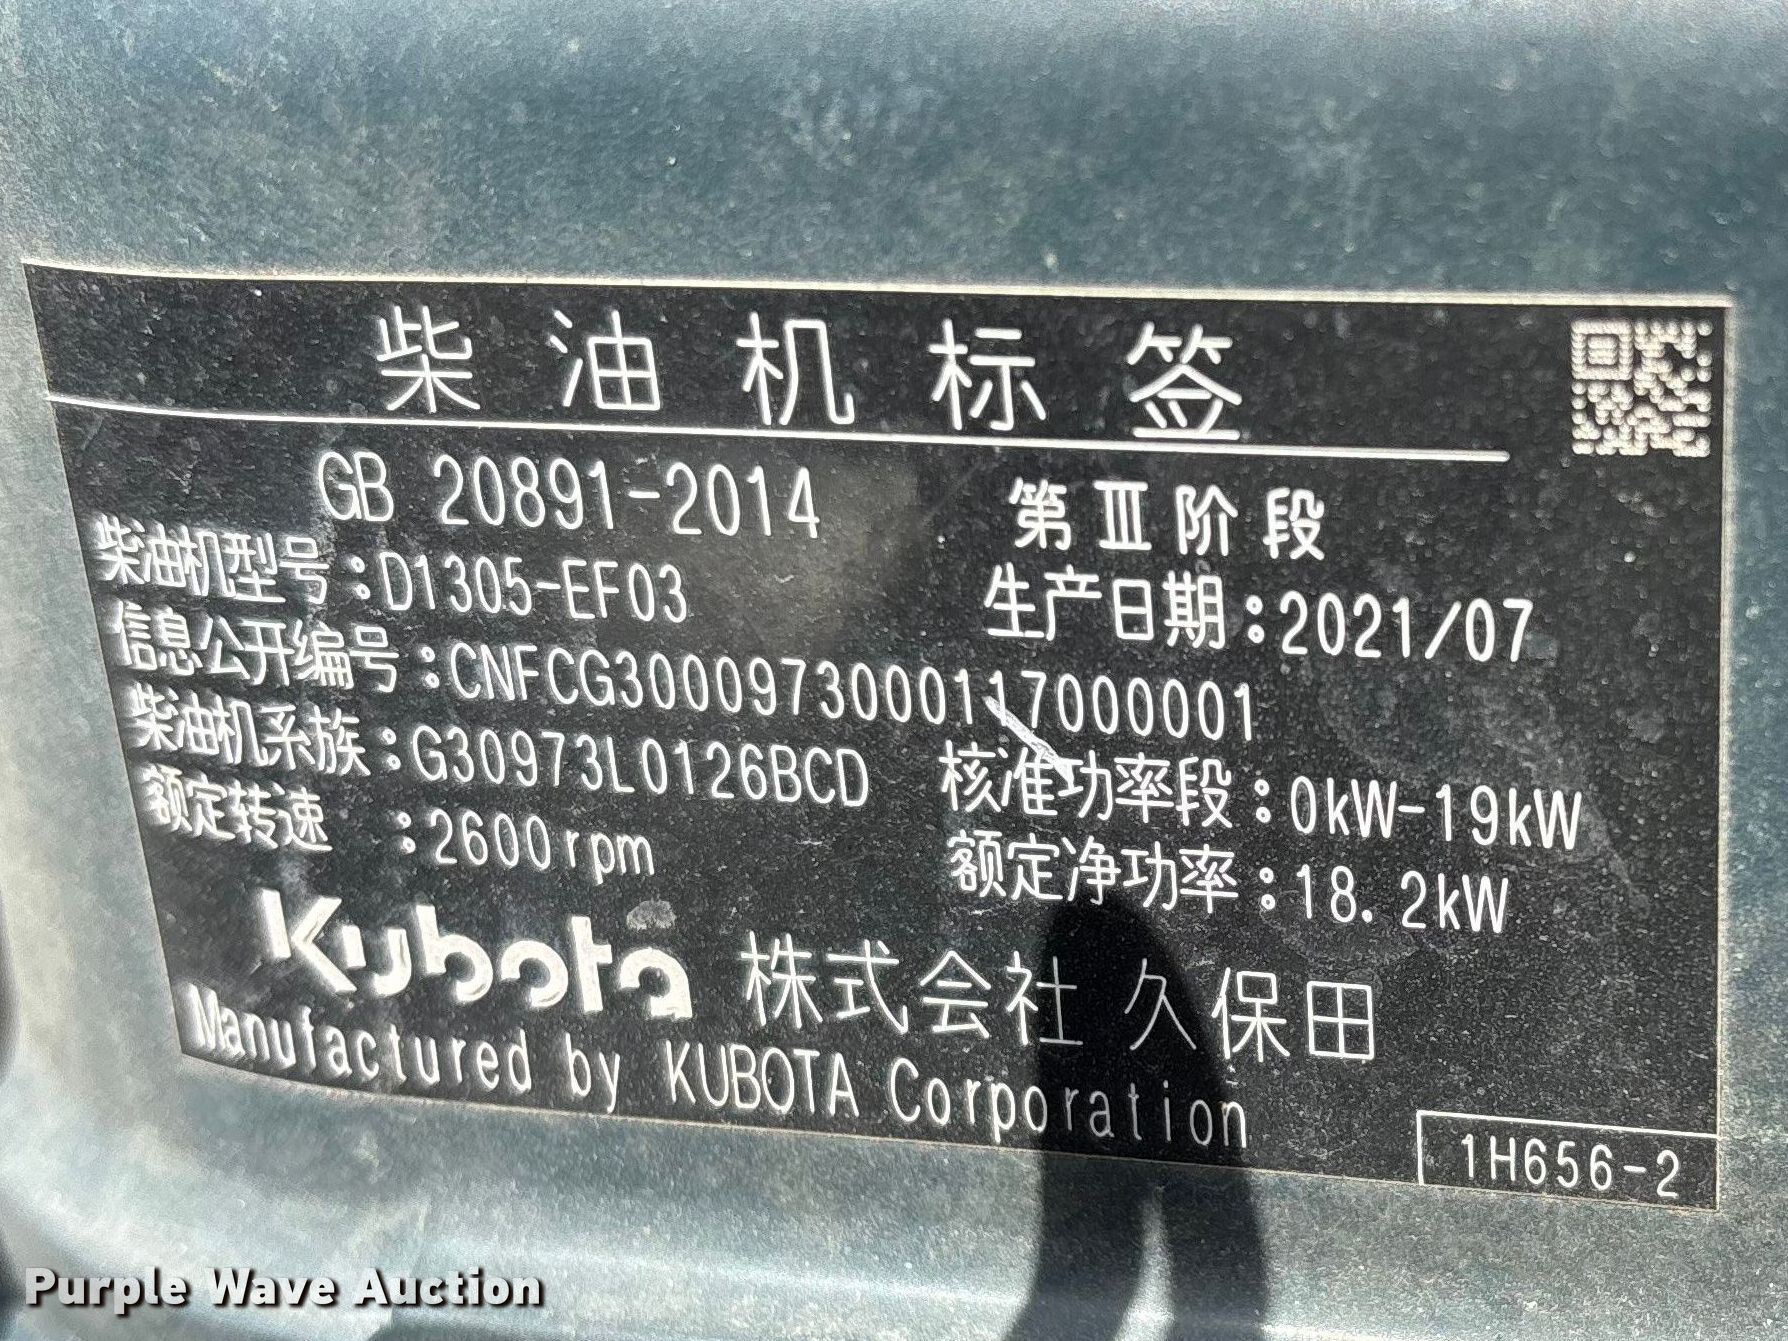 柴油机标签
GB 20891-2014 第Ⅲ阶段
柴油机型号:D1305-EF03 生产日期:2021/07
信息公开编号:CNFCG3000973000117000001
柴油机系族:G30973L0126BCD 核准功率段:0kW-19kW
额定转速 :2600rpm 额定净功率:18.2kW
Kubota 株式会社 久保田
Manufactured by KUBOTA Corporation
1H656-2
Purple Wave Auction